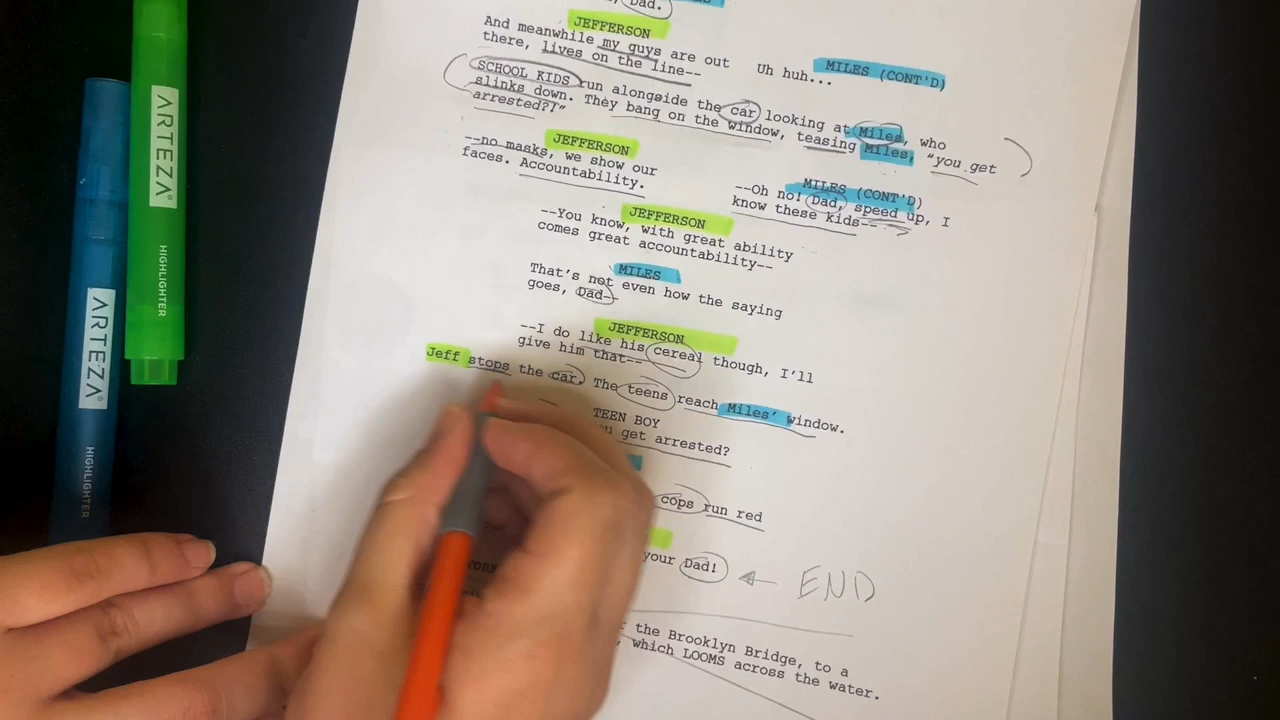 Dad.
JEFFERSON
And meanwhile my guys are out
there, lives on the line--
MILES (CONT'D)
Uh huh...
SCHOOL KIDS run alongside the car looking at Miles, who
slinks down. They bang on the window, teasing Miles, "you get
arrested?!"
JEFFERSON
--no masks, we show our
faces. Accountability.
MILES (CONT'D)
--Oh no! Dad, speed up, I
know these kids--
JEFFERSON
--You know, with great ability
comes great accountability--
MILES
That's not even how the saying
goes, Dad--
JEFFERSON
--I do like his cereal though, I'll
give him that--
Jeff stops the car. The teens reach Miles' window.
TEEN BOY
get arrested?
cops run red
your Dad!
END
the Brooklyn Bridge, to a
, which LOOMS across the water.
ARTEZA
HIGHLIGHTER
ARTEZA
HIGHLIGHTER